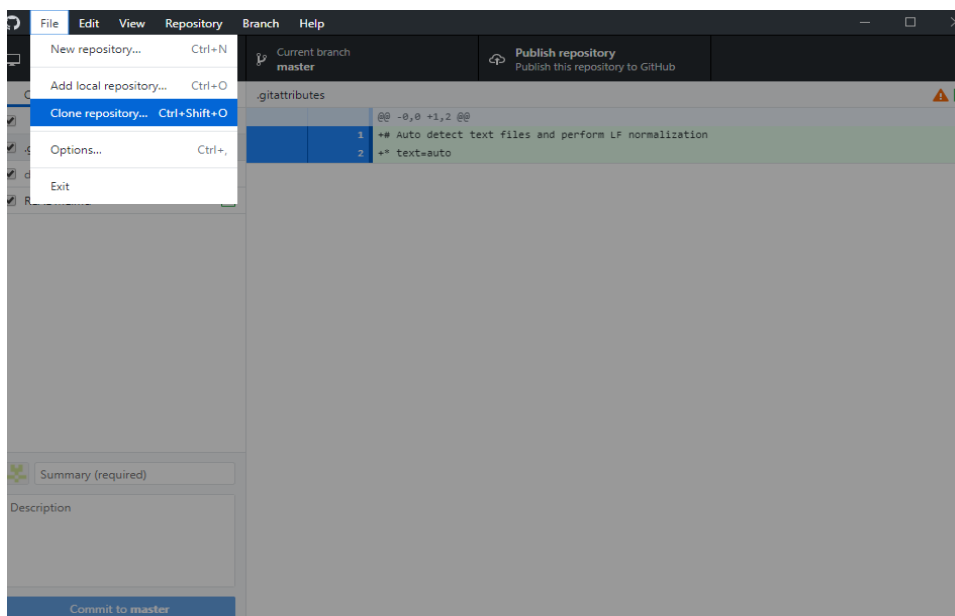 File Edit View Repository Branch Help
New repository... Ctrl+N
Add local repository... Ctrl+O
Clone repository... Ctrl+Shift+O
Options... Ctrl+,
Exit
Current branch
master
Publish repository
Publish this repository to GitHub
.gitattributes
@@ -0,0 +1,2 @@
1 +# Auto detect text files and perform LF normalization
2 +* text=auto
Summary (required)
Description
Commit to master